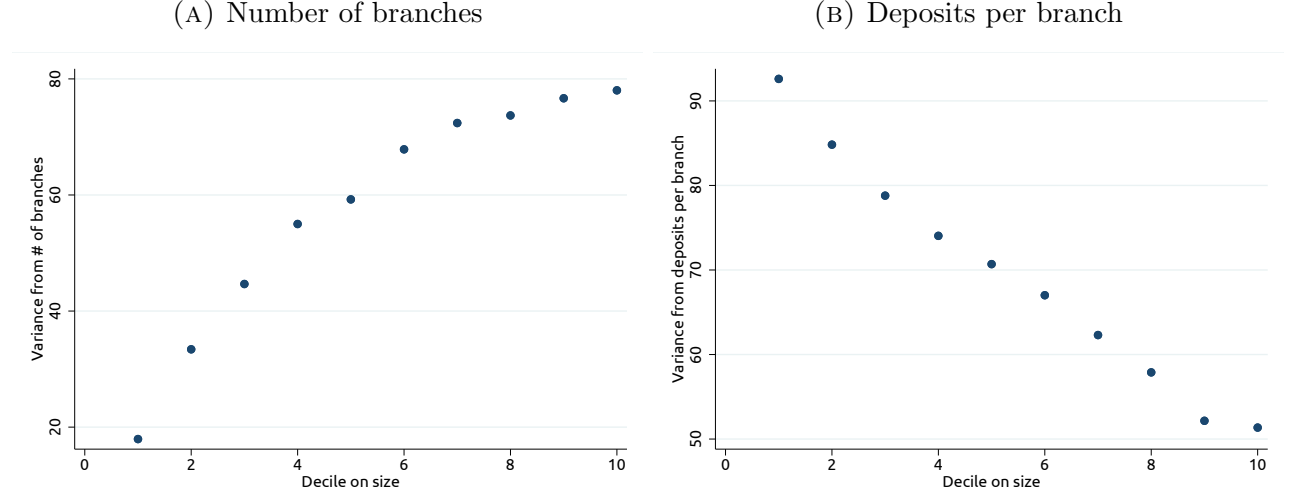 (A) Number of branches
Variance from # of branches
80
60
40
20
0 2 4 6 8 10
Decile on size
(B) Deposits per branch
Variance from deposits per branch
90
80
70
60
50
0 2 4 6 8 10
Decile on size